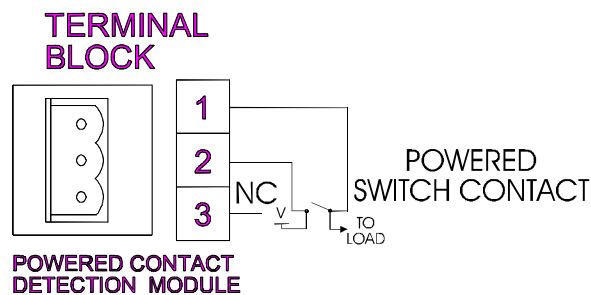 TERMINAL
BLOCK
1
2
3
NC
V
TO
LOAD
POWERED
SWITCH CONTACT
POWERED CONTACT
DETECTION MODULE